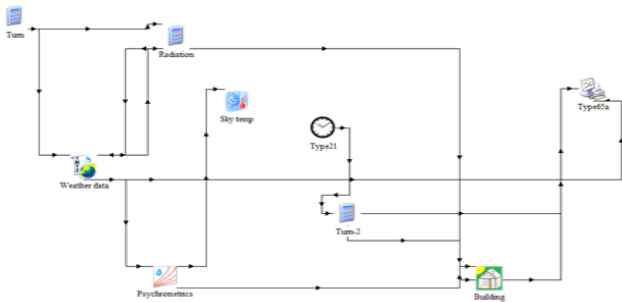 Turn
Radiation
Sky temp
Type65a
Type21
Weather data
Turn-2
Psychrometrics
Building